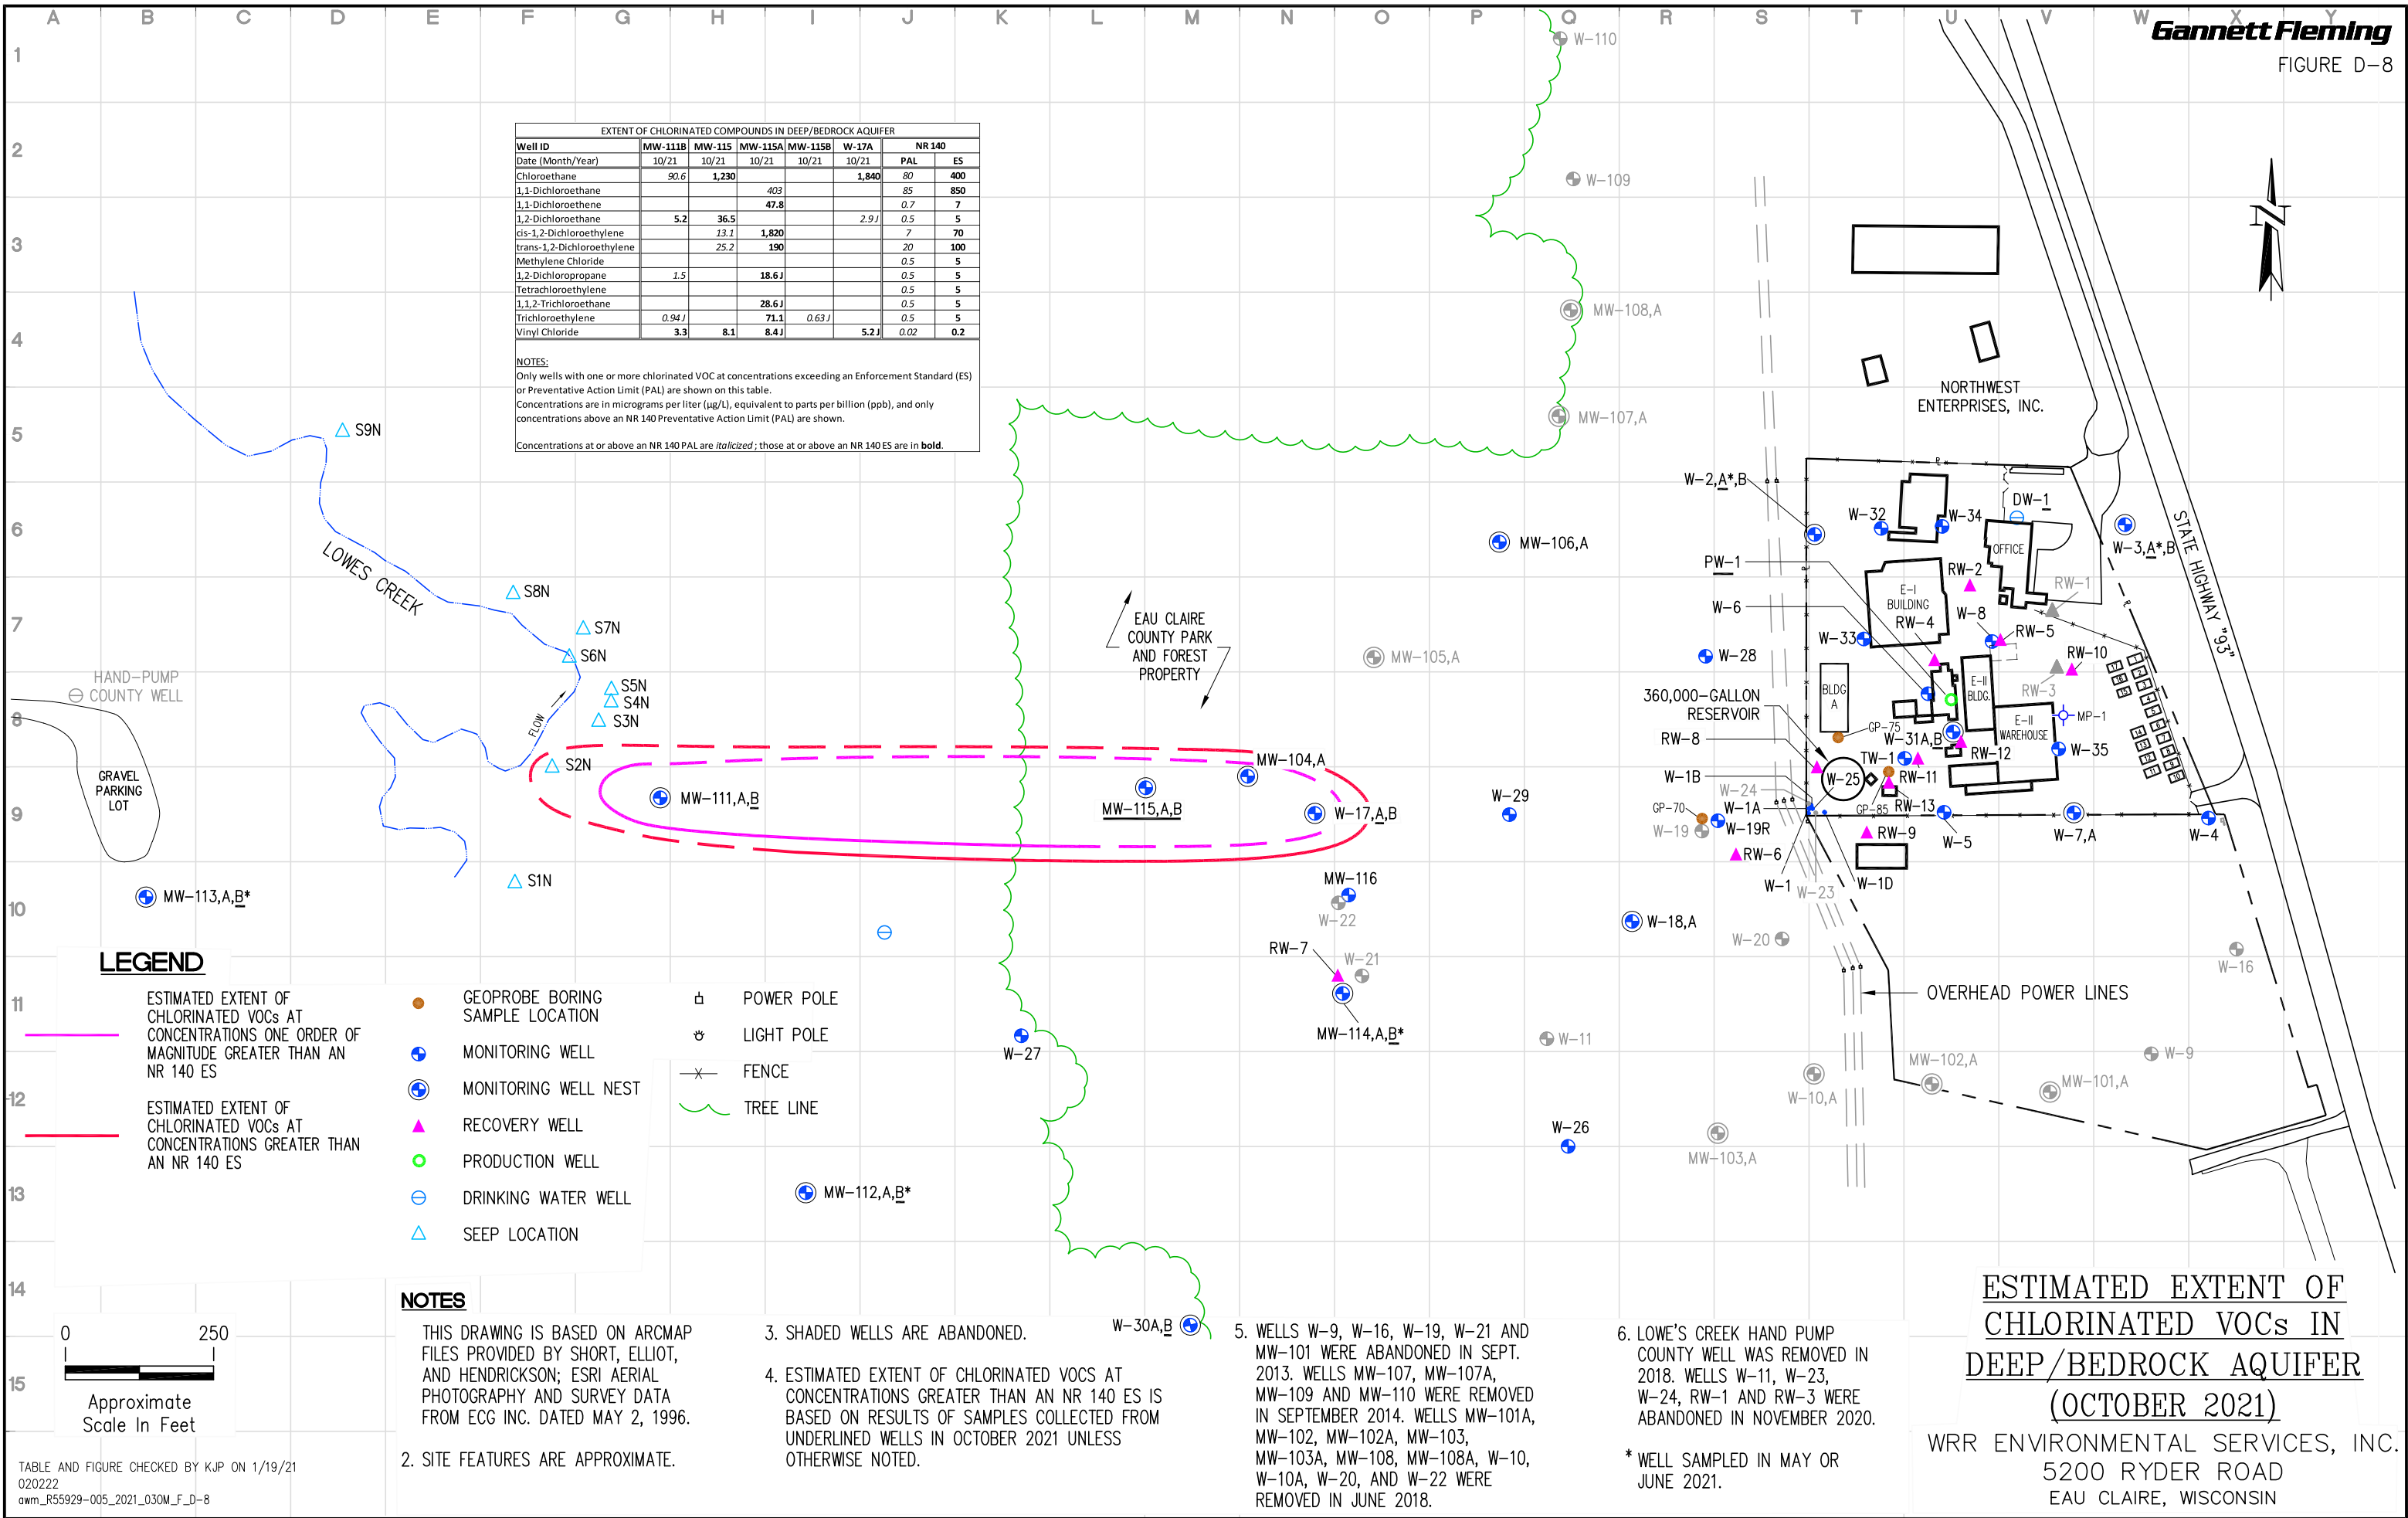 A B C D E F G H I J K L M N O P Q R S T U V W X Y
1
2
3
4
5
6
7
8
9
10
11
12
13
14
15
Gannett Fleming
FIGURE D-8
EXTENT OF CHLORINATED COMPOUNDS IN DEEP/BEDROCK AQUIFER
Well ID MW-111B MW-115 MW-115A MW-115B W-17A NR 140
Date (Month/Year) 10/21 10/21 10/21 10/21 10/21 PAL ES
Chloroethane 90.6 1,230 1,840 80 400
1,1-Dichloroethane 403 85 850
1,1-Dichloroethene 47.8 0.7 7
1,2-Dichloroethane 5.2 36.5 2.9 J 0.5 5
cis-1,2-Dichloroethylene 13.1 1,820 7 70
trans-1,2-Dichloroethylene 25.2 190 20 100
Methylene Chloride 0.5 5
1,2-Dichloropropane 1.5 18.6 J 0.5 5
Tetrachloroethylene 0.5 5
1,1,2-Trichloroethane 28.6 J 0.5 5
Trichloroethylene 0.94 J 71.1 0.63 J 0.5 5
Vinyl Chloride 3.3 8.1 8.4 J 5.2 J 0.02 0.2
NOTES:
Only wells with one or more chlorinated VOC at concentrations exceeding an Enforcement Standard (ES)
or Preventative Action Limit (PAL) are shown on this table.
Concentrations are in micrograms per liter (µg/L), equivalent to parts per billion (ppb), and only
concentrations above an NR 140 Preventative Action Limit (PAL) are shown.
Concentrations at or above an NR 140 PAL are italicized ; those at or above an NR 140 ES are in bold.
W-110
W-109
MW-108,A
MW-107,A
N
NORTHWEST
ENTERPRISES, INC.
STATE HIGHWAY "93"
S9N
LOWES CREEK
S8N
S7N
S6N
S5N
S4N
S3N
S2N
S1N
FLOW
HAND-PUMP
COUNTY WELL
GRAVEL
PARKING
LOT
MW-106,A
EAU CLAIRE
COUNTY PARK
AND FOREST
PROPERTY
MW-105,A
W-2,A*,B
W-32
W-34
DW-1
OFFICE
W-3,A*,B
PW-1
RW-2
RW-1
E-I
BUILDING
W-6
RW-4
W-8
W-33
RW-5
W-28
RW-10
RW-3
BLDG
A
E-II
BLDG.
360,000-GALLON
RESERVOIR
GP-75
MP-1
E-II
WAREHOUSE
RW-8
W-31A,B
RW-12
W-35
TW-1
W-1B
W-25
RW-11
W-24
GP-70
W-1A
GP-85
RW-13
W-19
W-19R
RW-9
W-5
W-7,A
W-4
RW-6
W-1
W-23
W-1D
MW-104,A
MW-111,A,B
MW-115,A,B
W-17,A,B
W-29
MW-116
W-22
MW-113,A,B*
W-18,A
W-20
W-16
RW-7
W-21
MW-114,A,B*
OVERHEAD POWER LINES
W-27
W-11
W-9
MW-102,A
MW-101,A
W-10,A
W-26
MW-103,A
MW-112,A,B*
W-30A,B
LEGEND
ESTIMATED EXTENT OF
CHLORINATED VOCs AT
CONCENTRATIONS ONE ORDER OF
MAGNITUDE GREATER THAN AN
NR 140 ES
ESTIMATED EXTENT OF
CHLORINATED VOCs AT
CONCENTRATIONS GREATER THAN
AN NR 140 ES
GEOPROBE BORING
SAMPLE LOCATION
MONITORING WELL
MONITORING WELL NEST
RECOVERY WELL
PRODUCTION WELL
DRINKING WATER WELL
SEEP LOCATION
POWER POLE
LIGHT POLE
FENCE
TREE LINE
0 250
Approximate
Scale In Feet
TABLE AND FIGURE CHECKED BY KJP ON 1/19/21
020222
awm_R55929-005_2021_030M_F_D-8
NOTES
THIS DRAWING IS BASED ON ARCMAP
FILES PROVIDED BY SHORT, ELLIOT,
AND HENDRICKSON; ESRI AERIAL
PHOTOGRAPHY AND SURVEY DATA
FROM ECG INC. DATED MAY 2, 1996.
2. SITE FEATURES ARE APPROXIMATE.
3. SHADED WELLS ARE ABANDONED.
4. ESTIMATED EXTENT OF CHLORINATED VOCS AT
CONCENTRATIONS GREATER THAN AN NR 140 ES IS
BASED ON RESULTS OF SAMPLES COLLECTED FROM
UNDERLINED WELLS IN OCTOBER 2021 UNLESS
OTHERWISE NOTED.
5. WELLS W-9, W-16, W-19, W-21 AND
MW-101 WERE ABANDONED IN SEPT.
2013. WELLS MW-107, MW-107A,
MW-109 AND MW-110 WERE REMOVED
IN SEPTEMBER 2014. WELLS MW-101A,
MW-102, MW-102A, MW-103,
MW-103A, MW-108, MW-108A, W-10,
W-10A, W-20, AND W-22 WERE
REMOVED IN JUNE 2018.
6. LOWE'S CREEK HAND PUMP
COUNTY WELL WAS REMOVED IN
2018. WELLS W-11, W-23,
W-24, RW-1 AND RW-3 WERE
ABANDONED IN NOVEMBER 2020.
* WELL SAMPLED IN MAY OR
JUNE 2021.
ESTIMATED EXTENT OF
CHLORINATED VOCs IN
DEEP/BEDROCK AQUIFER
(OCTOBER 2021)
WRR ENVIRONMENTAL SERVICES, INC.
5200 RYDER ROAD
EAU CLAIRE, WISCONSIN